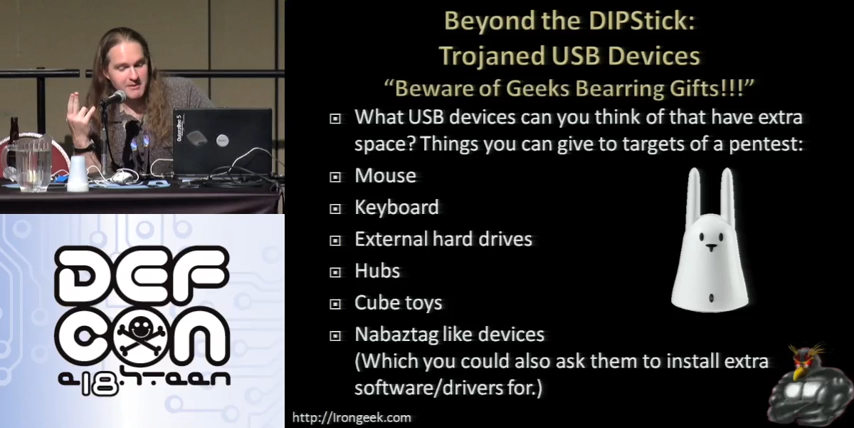 Beyond the DIPStick:
Trojaned USB Devices
“Beware of Geeks Bearring Gifts!!!”
What USB devices can you think of that have extra
space? Things you can give to targets of a pentest:
Mouse
Keyboard
External hard drives
Hubs
Cube toys
Nabaztag like devices
(Which you could also ask them to install extra
software/drivers for.)
http://Irongeek.com
DEF
CON
e18hteen